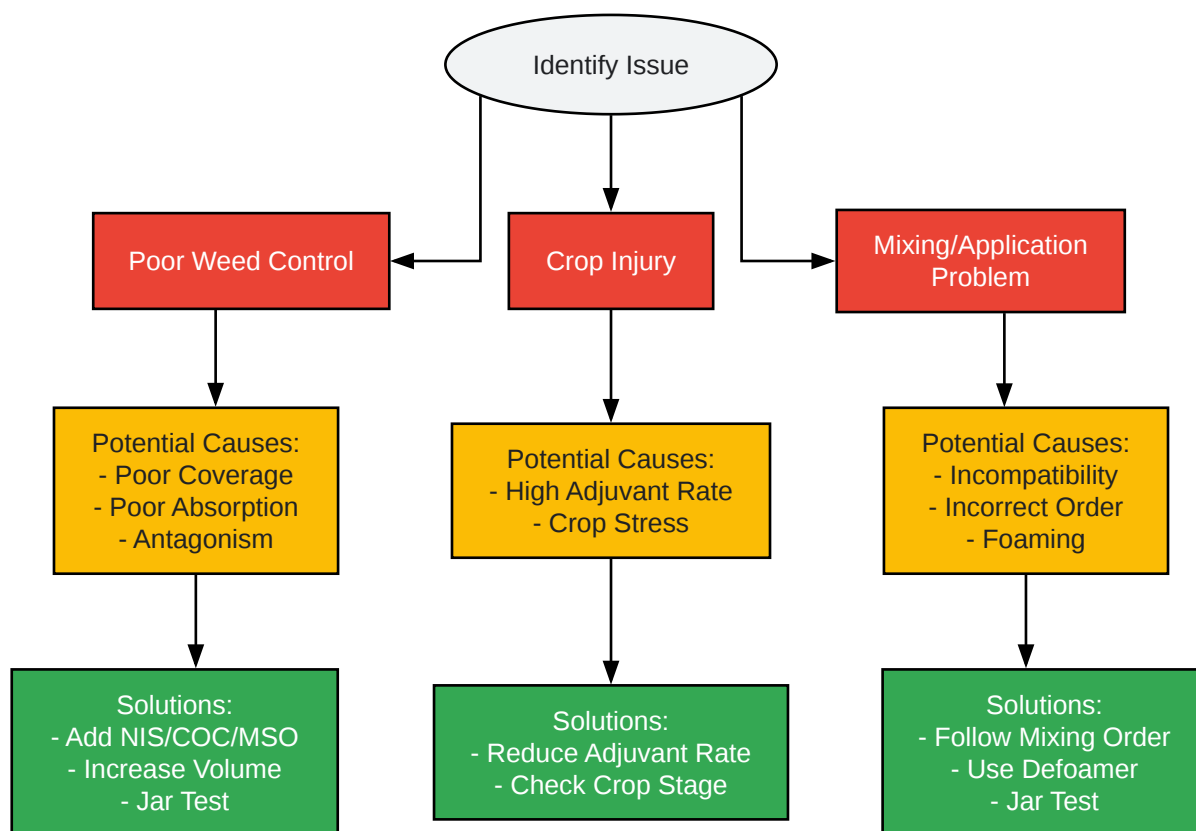 Identify Issue
Poor Weed Control
Crop Injury
Mixing/Application
Problem
Potential Causes:
- Poor Coverage
- Poor Absorption
- Antagonism
Potential Causes:
- High Adjuvant Rate
- Crop Stress
Potential Causes:
- Incompatibility
- Incorrect Order
- Foaming
Solutions:
- Add NIS/COC/MSO
- Increase Volume
- Jar Test
Solutions:
- Reduce Adjuvant Rate
- Check Crop Stage
Solutions:
- Follow Mixing Order
- Use Defoamer
- Jar Test